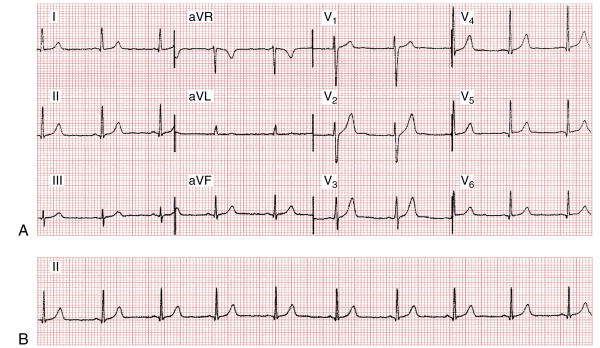 I aVR V1 V4
II aVL V2 V5
III aVF V3 V6
A
II
B